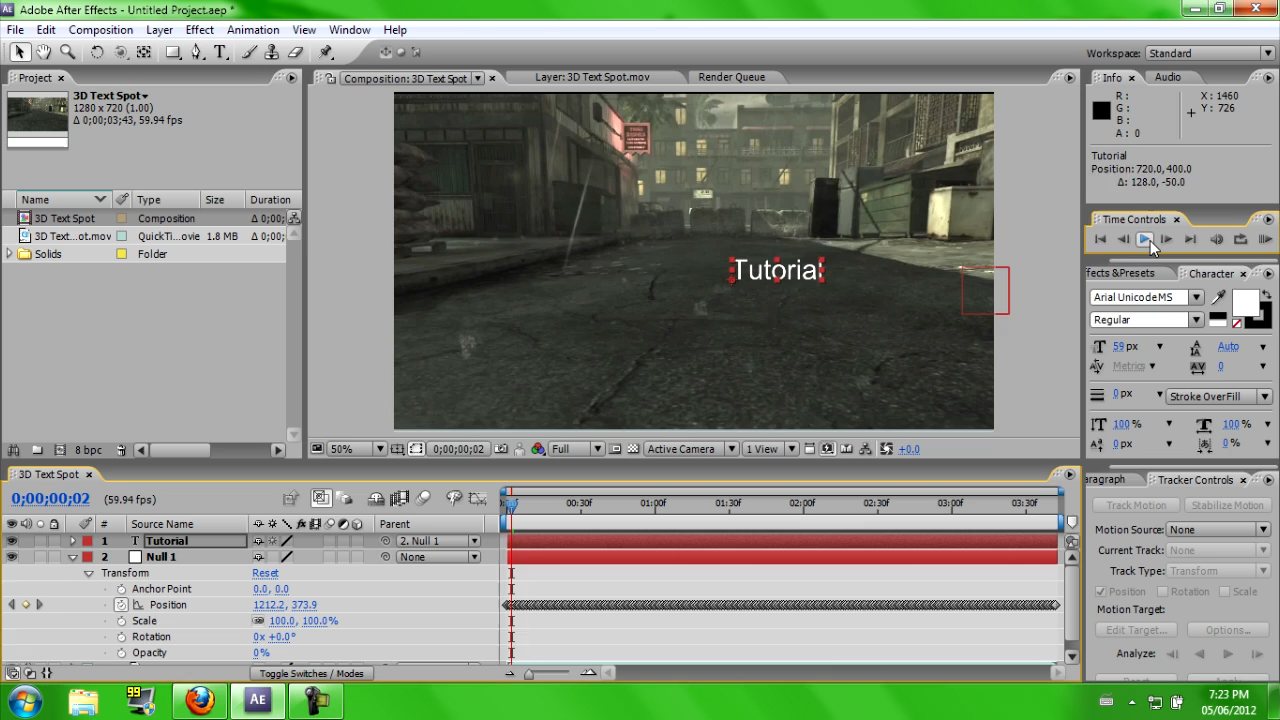 Adobe After Effects - Untitled Project.aep *
File Edit Composition Layer Effect Animation View Window Help
Workspace: Standard
Project
Composition: 3D Text Spot
Layer: 3D Text Spot.mov
Render Queue
Info
Audio
3D Text Spot
1280 x 720 (1.00)
Δ 0;00;03;43, 59.94 fps
R :
G :
B :
A : 0
X : 1460
Y : 726
Tutorial
Position: 720.0, 400.0
Δ: 128.0, -50.0
Name Type Size Duration
3D Text Spot Composition Δ 0;00;
3D Text...ot.mov QuickTi...ovie 1.8 MB Δ 0;00;
Solids Folder
Time Controls
Tutorial
ffects & Presets
Character
Arial Unicode MS
Regular
59 px
Auto
Metrics
0
0 px
Stroke Over Fill
100 %
100 %
0 px
0 %
8 bpc
50%
0;00;00;02
Full
Active Camera
1 View
+0.0
3D Text Spot
0;00;00;02
(59.94 fps)
00:30f 01:00f 01:30f 02:00f 02:30f 03:00f 03:30f
# Source Name Parent
1 T Tutorial 2. Null 1
2 Null 1 None
Transform Reset
Anchor Point 0.0, 0.0
Position 1212.2, 373.9
Scale 100.0, 100.0%
Rotation 0x +0.0°
Opacity 0%
Toggle Switches / Modes
aragraph
Tracker Controls
Track Motion
Stabilize Motion
Motion Source: None
Current Track: None
Track Type: Transform
Position Rotation Scale
Motion Target:
Edit Target...
Options...
Analyze:
Reset
Apply
99
AE
7:23 PM
05/06/2012